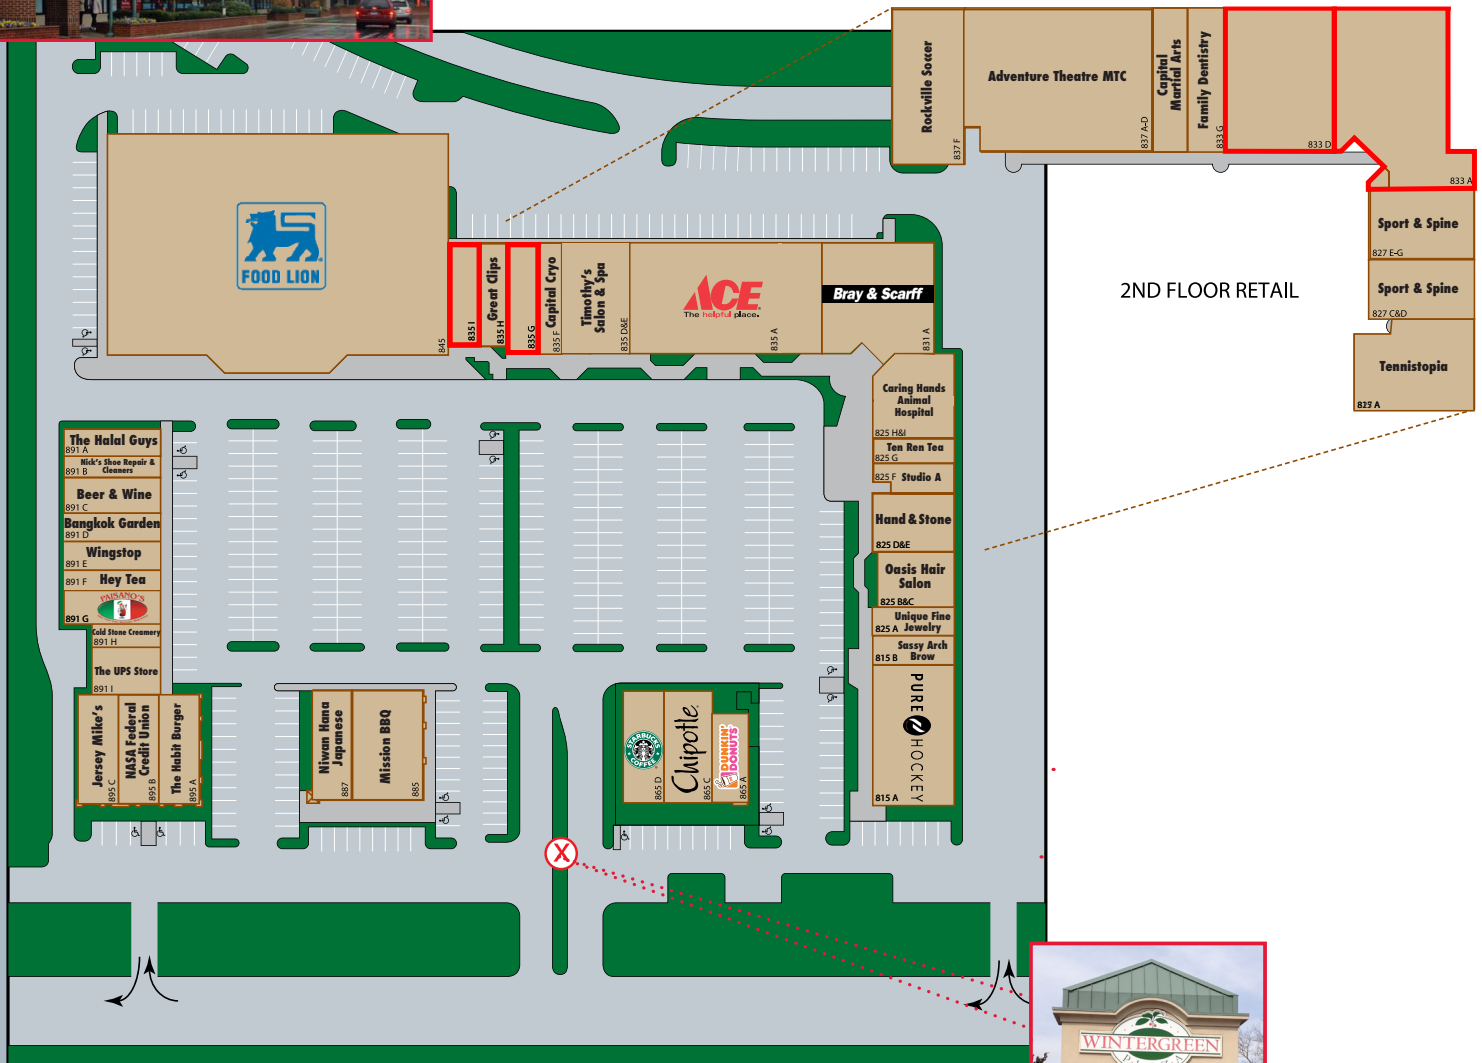 Rockville Soccer
837 F
Adventure Theatre MTC
837 A-D
Capital
Martial Arts
Family Dentistry
833 G
833 D
833 A
Sport & Spine
827 E-G
Sport & Spine
827 C&D
Tennistopia
825 A
2ND FLOOR RETAIL
FOOD LION
845
835 I
Great Clips
835 H
835 G
Capital Cryo
835 F
Timothy's
Salon & Spa
835 D&E
ACE
The helpful place.
835 A
Bray & Scarff
831 A
Caring Hands
Animal
Hospital
825 H&I
Ten Ren Tea
825 G
825 F Studio A
Hand & Stone
825 D&E
Oasis Hair
Salon
825 B&C
Unique Fine
825 A Jewelry
Sassy Arch
815 B Brow
PURE HOCKEY
815 A
The Halal Guys
891 A
Nick's Shoe Repair &
891 B Cleaners
Beer & Wine
891 C
Bangkok Garden
891 D
Wingstop
891 E
891 F Hey Tea
PAISANO'S
891 G
Cold Stone Creamery
891 H
The UPS Store
891 I
Jersey Mike's
895 C
NASA Federal
Credit Union
895 B
The Habit Burger
895 A
Niwan Hana
Japanese
887
Mission BBQ
885
STARBUCKS
COFFEE
865 D
Chipotle
865 C
DUNKIN'
DONUTS
865 A
X
WINTERGREEN